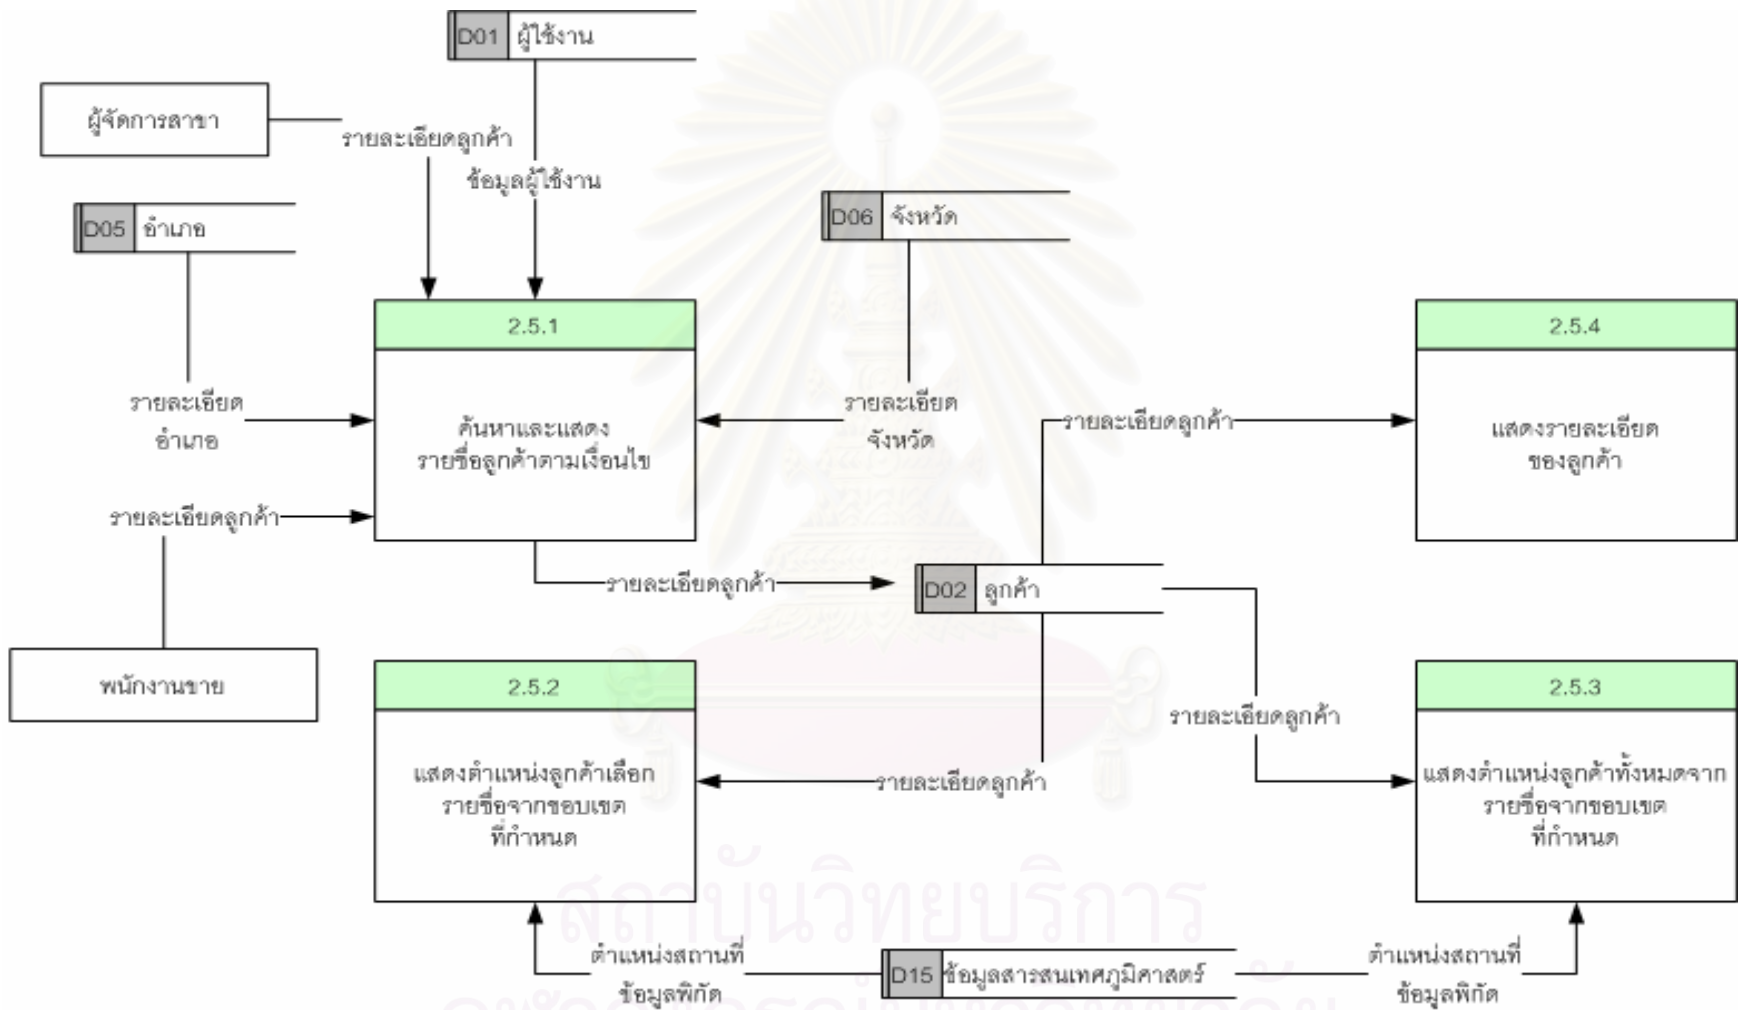 D01 ผู้ใช้งาน
ผู้จัดการสาขา
รายละเอียดลูกค้า
ข้อมูลผู้ใช้งาน
D05 อำเภอ
D06 จังหวัด
2.5.1
2.5.4
รายละเอียด
อำเภอ
ค้นหาและแสดง
รายชื่อลูกค้าตามเงื่อนไข
รายละเอียด
จังหวัด
รายละเอียดลูกค้า
แสดงรายละเอียด
ของลูกค้า
รายละเอียดลูกค้า
รายละเอียดลูกค้า
D02 ลูกค้า
พนักงานขาย
2.5.2
2.5.3
รายละเอียดลูกค้า
แสดงตำแหน่งลูกค้าเลือก
รายชื่อจากขอบเขต
ที่กำหนด
รายละเอียดลูกค้า
แสดงตำแหน่งลูกค้าทั้งหมดจาก
รายชื่อจากขอบเขต
ที่กำหนด
สถาบันวิทยบริการ
ตำแหน่งสถานที่
ข้อมูลพิกัด
D15 ข้อมูลสารสนเทศภูมิศาสตร์
ตำแหน่งสถานที่
ข้อมูลพิกัด